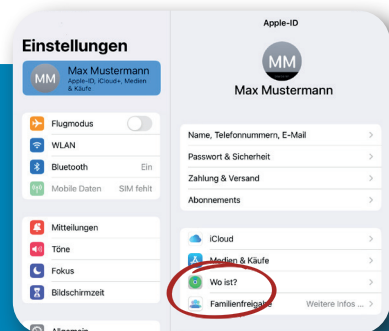 Einstellungen
MM
Max Mustermann
Apple-ID, iCloud+, Medien
& Käufe
Flugmodus
WLAN
Bluetooth Ein
Mobile Daten SIM fehlt
Mitteilungen
Töne
Fokus
Bildschirmzeit
Allgemein
Apple-ID
MM
Max Mustermann
Name, Telefonnummern, E-Mail
Passwort & Sicherheit
Zahlung & Versand
Abonnements
iCloud
Medien & Käufe
Wo ist?
Familienfreigabe Weitere Infos ...